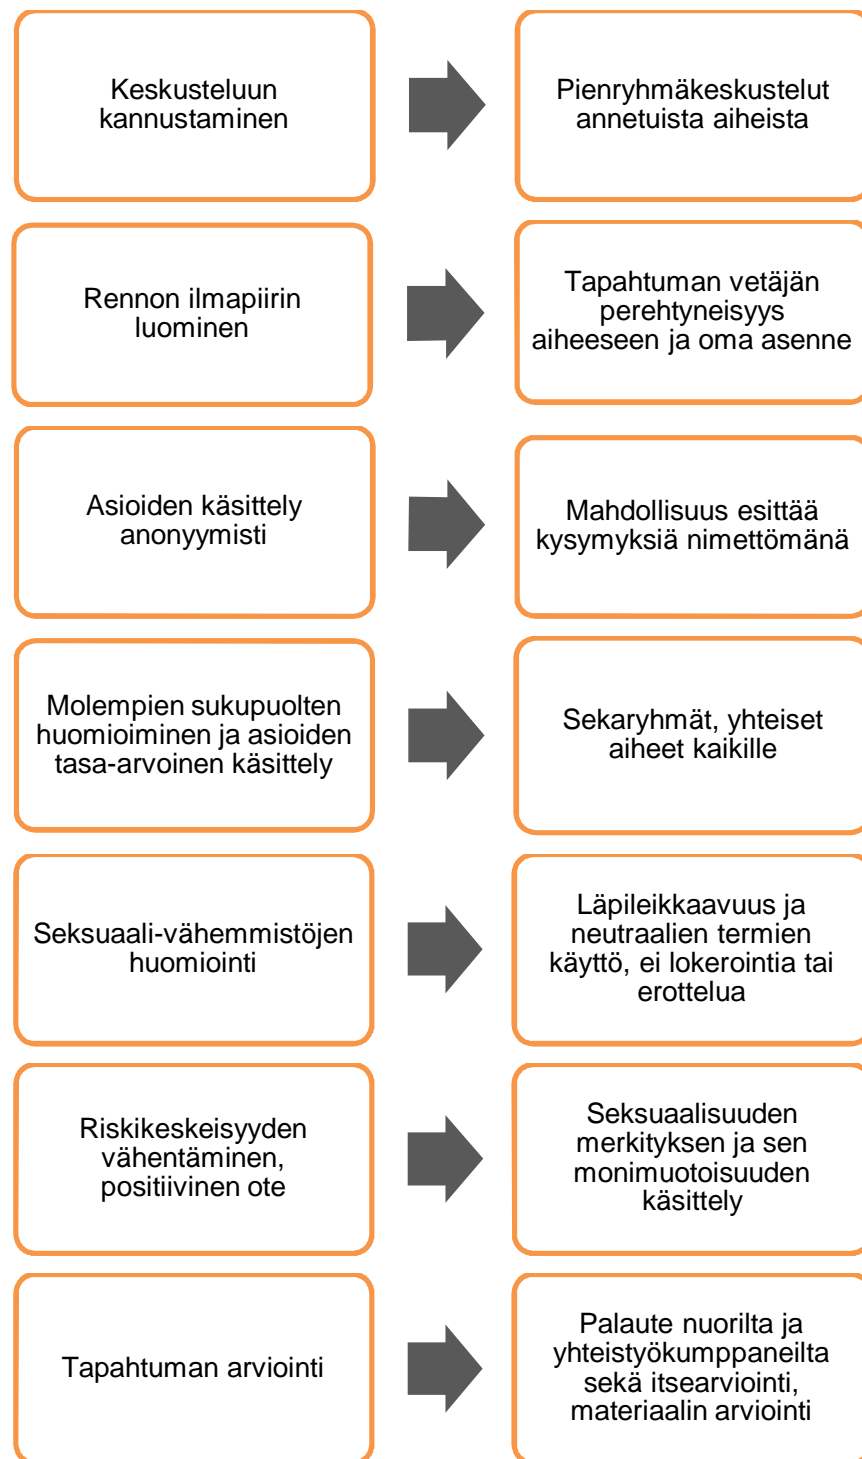 Keskusteluun
kannustaminen
Pienryhmäkeskustelut
annetuista aiheista
Rennon ilmapiirin
luominen
Tapahtuman vetäjän
perehtyneisyys
aiheeseen ja oma asenne
Asioiden käsittely
anonyymisti
Mahdollisuus esittää
kysymyksiä nimettömänä
Molempien sukupuolten
huomioiminen ja asioiden
tasa-arvoinen käsittely
Sekaryhmät, yhteiset
aiheet kaikille
Seksuaali-vähemmistöjen
huomiointi
Läpileikkaavuus ja
neutraalien termien
käyttö, ei lokerointia tai
erottelua
Riskikeskeisyyden
vähentäminen,
positiivinen ote
Seksuaalisuuden
merkityksen ja sen
monimuotoisuuden
käsittely
Tapahtuman arviointi
Palaute nuorilta ja
yhteistyökumppaneilta
sekä itsearviointi,
materiaalin arviointi